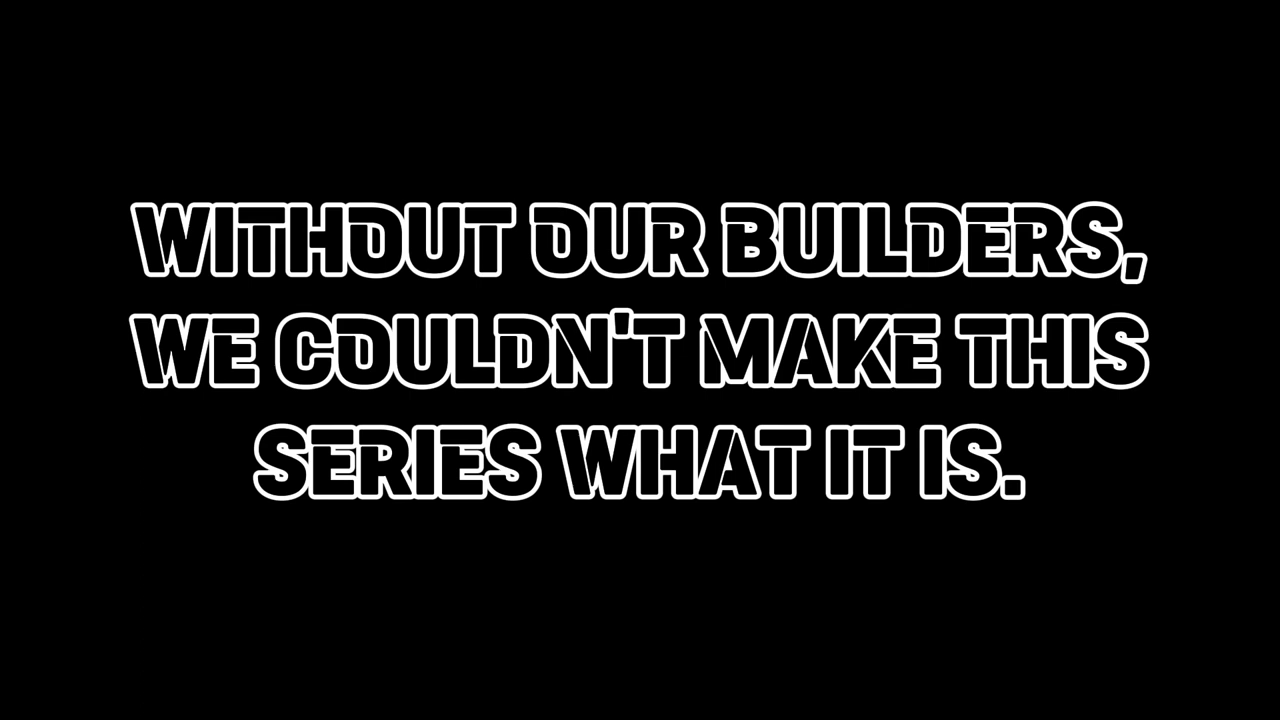 WITHOUT OUR BUILDERS,
WE COULDN'T MAKE THIS
SERIES WHAT IT IS.